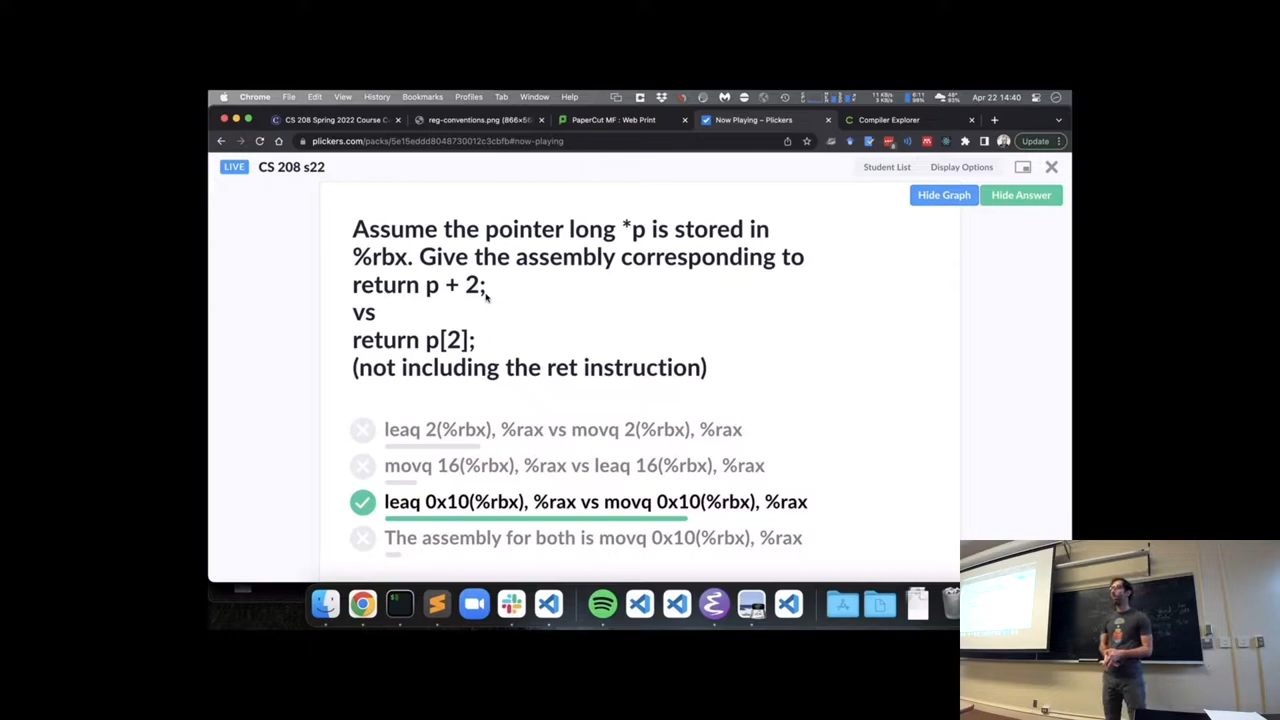 Chrome File Edit View History Bookmarks Profiles Tab Window Help Apr 22 14:40
CS 208 Spring 2022 Course C reg-conventions.png (866×5 PaperCut MF : Web Print Now Playing – Plickers Compiler Explorer
plickers.com/packs/5e15eddd8048730012c3cbfb#now-playing Update
LIVE CS 208 s22 Student List Display Options
Hide Graph Hide Answer
Assume the pointer long *p is stored in
%rbx. Give the assembly corresponding to
return p + 2;
vs
return p[2];
(not including the ret instruction)
leaq 2(%rbx), %rax vs movq 2(%rbx), %rax
movq 16(%rbx), %rax vs leaq 16(%rbx), %rax
leaq 0x10(%rbx), %rax vs movq 0x10(%rbx), %rax
The assembly for both is movq 0x10(%rbx), %rax